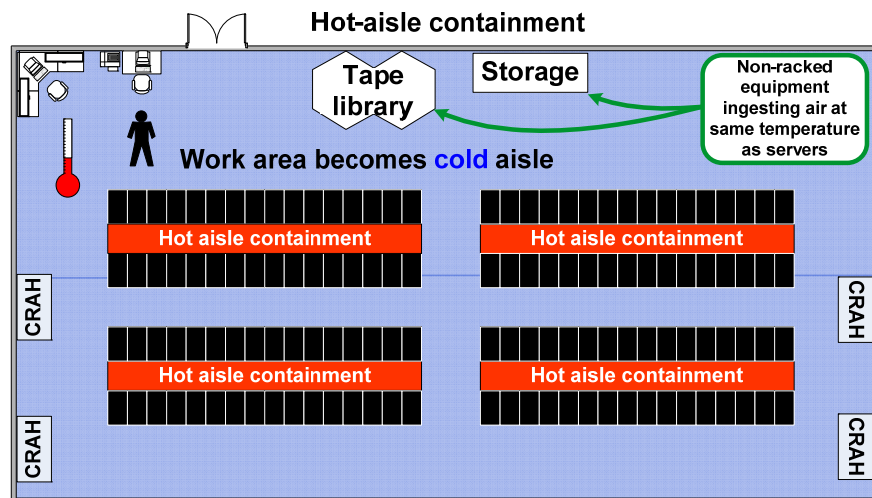 Hot-aisle containment
Tape
library
Storage
Non-racked
equipment
ingesting air at
same temperature
as servers
Work area becomes cold aisle
Hot aisle containment
Hot aisle containment
CRAH
CRAH
Hot aisle containment
Hot aisle containment
CRAH
CRAH